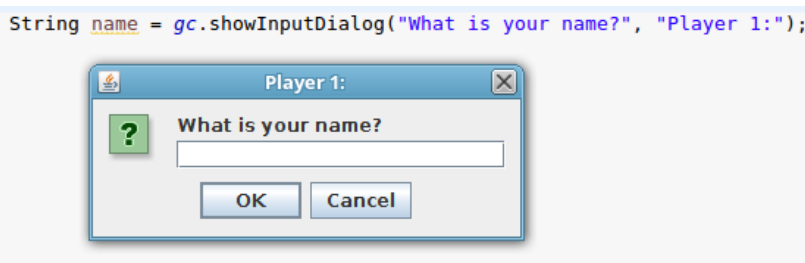 String name = gc.showInputDialog("What is your name?", "Player 1:");
Player 1:
?
What is your name?
OK Cancel